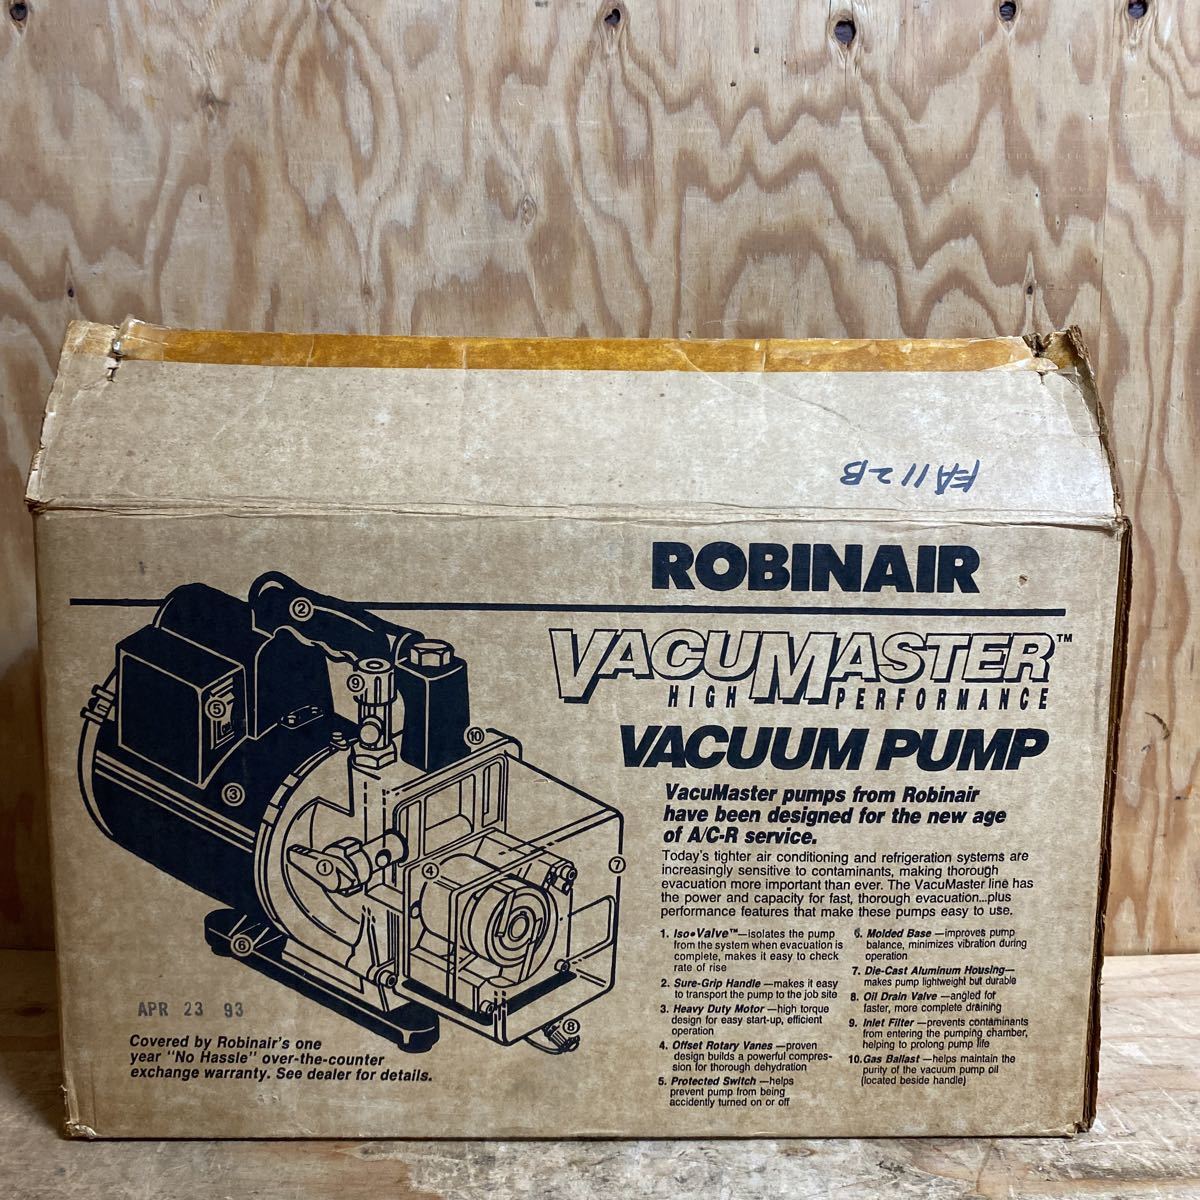 EA112B
ROBINAIR
VACUMASTER™
HIGH PERFORMANCE
VACUUM PUMP
VacuMaster pumps from Robinair
have been designed for the new age
of A/C-R service.
Today's tighter air conditioning and refrigeration systems are
increasingly sensitive to contaminants, making thorough
evacuation more important than ever. The VacuMaster line has
the power and capacity for fast, thorough evacuation...plus
performance features that make these pumps easy to use.
1. Iso•Valve™—isolates the pump
from the system when evacuation is
complete, makes it easy to check
rate of rise
2. Sure-Grip Handle—makes it easy
to transport the pump to the job site
3. Heavy Duty Motor—high torque
design for easy start-up, efficient
operation
4. Offset Rotary Vanes—proven
design builds a powerful compres-
sion for thorough dehydration
5. Protected Switch—helps
prevent pump from being
accidently turned on or off
6. Molded Base—improves pump
balance, minimizes vibration during
operation
7. Die-Cast Aluminum Housing—
makes pump lightweight but durable
8. Oil Drain Valve—angled for
faster, more complete draining
9. Inlet Filter—prevents contaminants
from entering the pumping chamber,
helping to prolong pump life
10. Gas Ballast—helps maintain the
purity of the vacuum pump oil
(located beside handle)
2
9
5
10
3
1
4
7
6
8
APR 23 93
Covered by Robinair's one
year "No Hassle" over-the-counter
exchange warranty. See dealer for details.